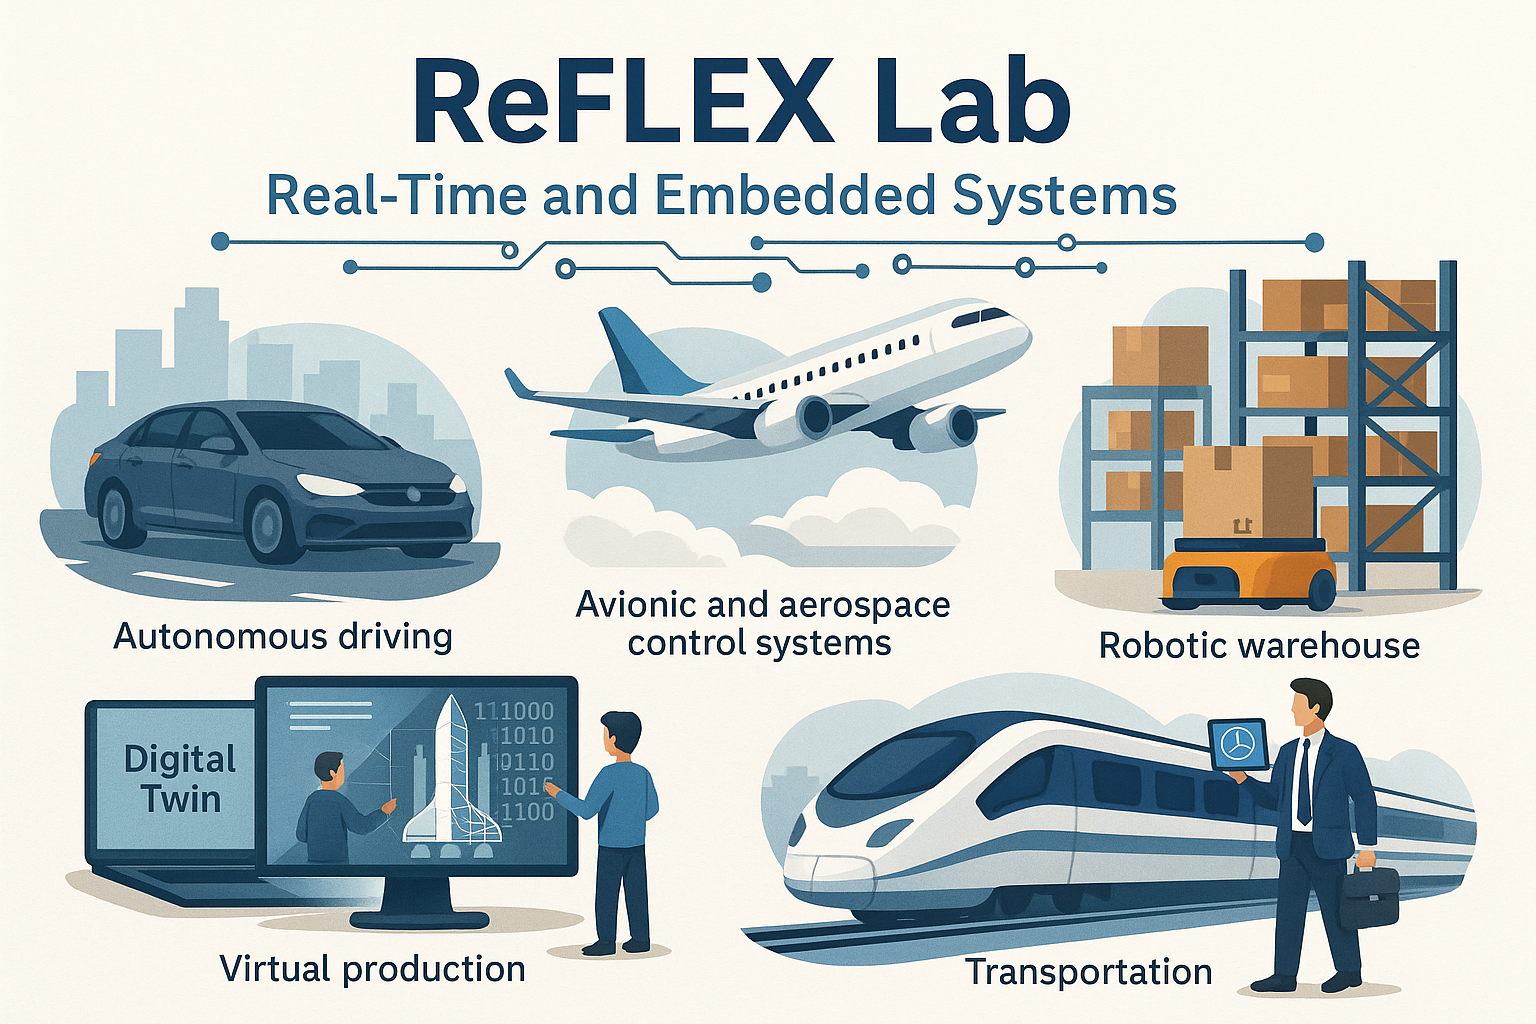 ReFLEX Lab
Real-Time and Embedded Systems
Autonomous driving
Avionic and aerospace
control systems
Robotic warehouse
Digital
Twin
111000
1010
0110
1015
1100
Virtual production
Transportation